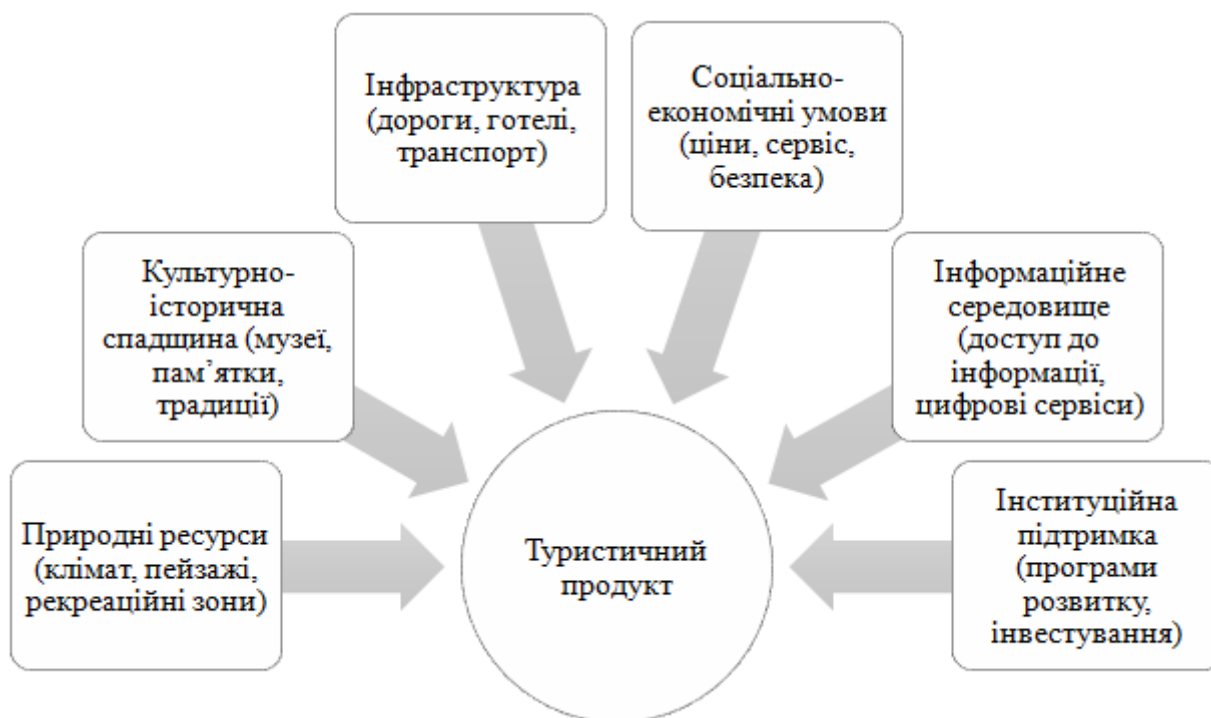 Інфраструктура
(дороги, готелі,
транспорт)
Соціально-
економічні умови
(ціни, сервіс,
безпека)
Культурно-
історична
спадщина (музеї,
пам’ятки,
традиції)
Інформаційне
середовище
(доступ до
інформації,
цифрові сервіси)
Природні ресурси
(клімат, пейзажі,
рекреаційні зони)
Туристичний
продукт
Інституційна
підтримка
(програми
розвитку,
інвестування)